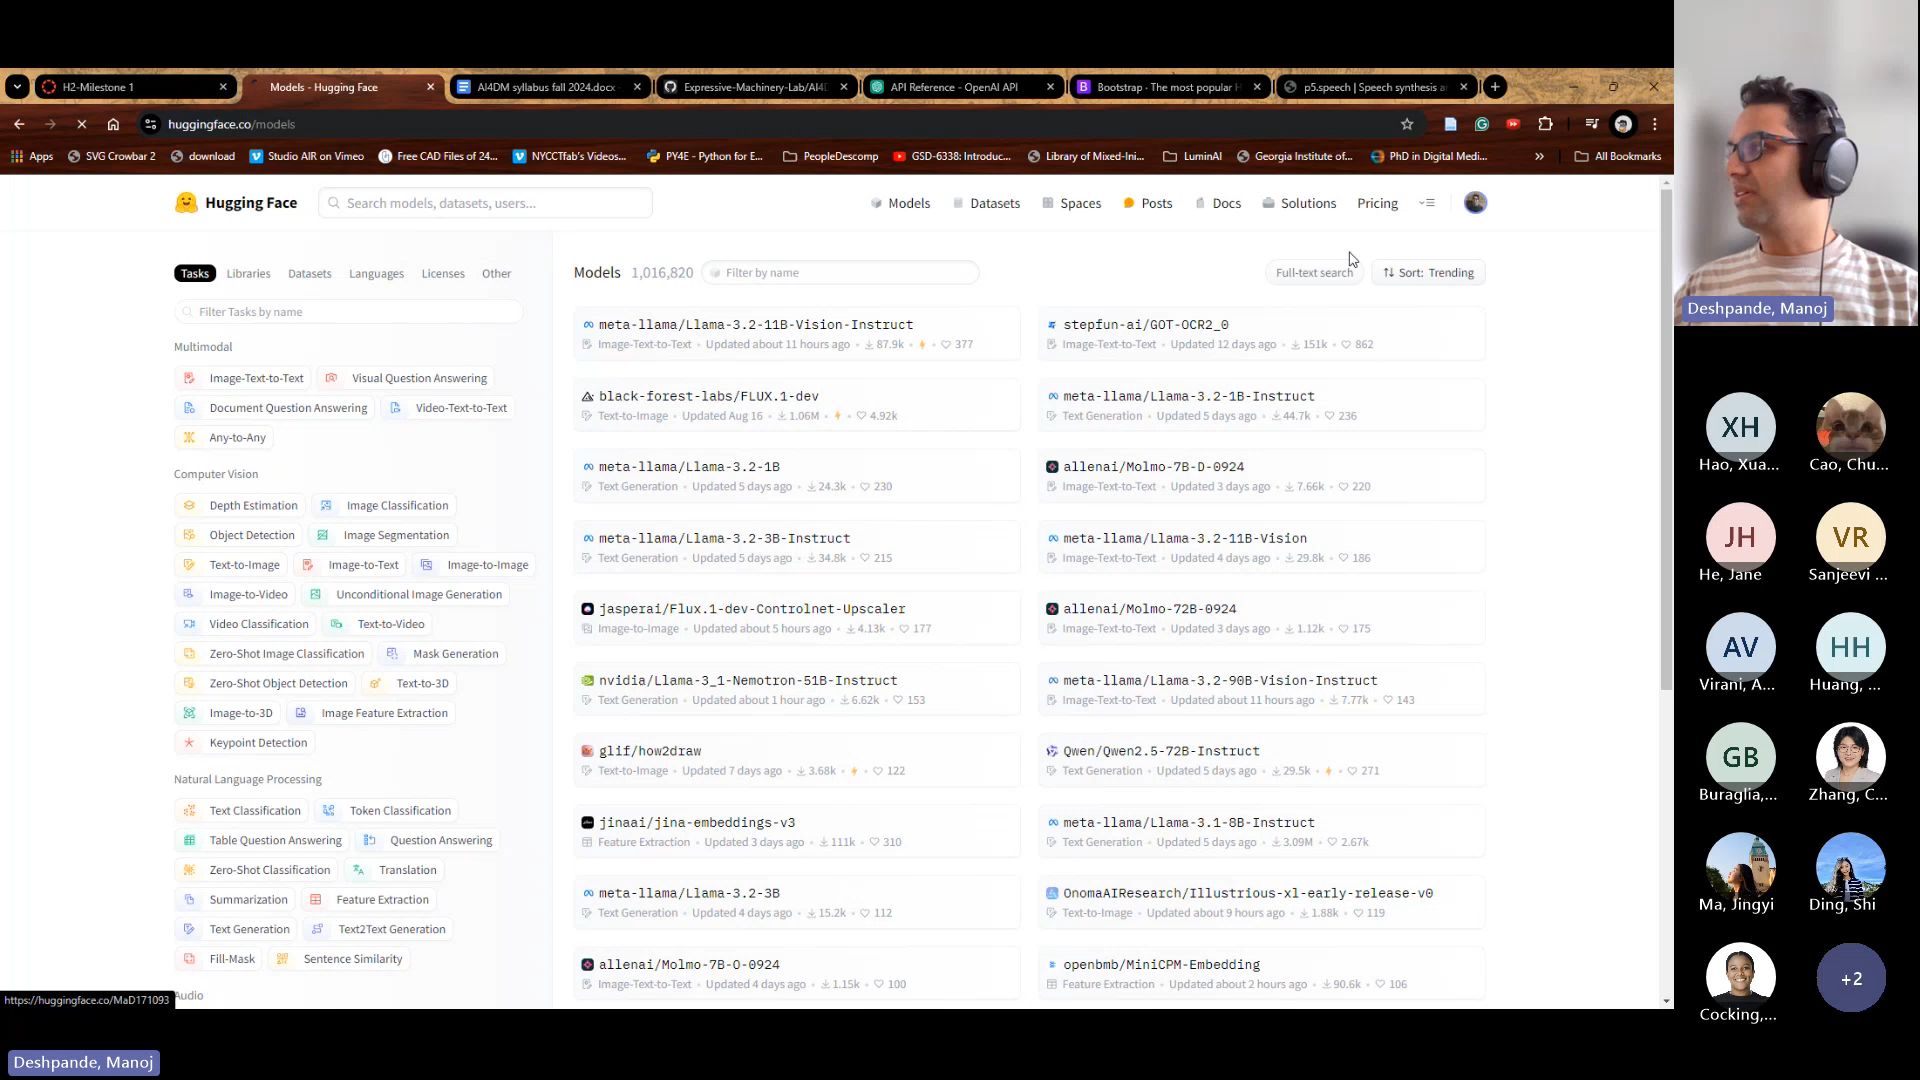 H2-Milestone 1
Models - Hugging Face
AI4DM syllabus fall 2024.docx
Expressive-Machinery-Lab/AI4D
API Reference - OpenAI API
Bootstrap · The most popular H
p5.speech | Speech synthesis a
huggingface.co/models
Apps
SVG Crowbar 2
download
Studio AIR on Vimeo
Free CAD Files of 24...
NYCCTfab's Videos...
PY4E - Python for E...
PeopleDescomp
GSD-6338: Introduc...
Library of Mixed-Ini...
LuminAI
Georgia Institute of...
PhD in Digital Medi...
All Bookmarks
Hugging Face
Search models, datasets, users...
Models
Datasets
Spaces
Posts
Docs
Solutions
Pricing
Tasks
Libraries
Datasets
Languages
Licenses
Other
Filter Tasks by name
Multimodal
Image-Text-to-Text
Visual Question Answering
Document Question Answering
Video-Text-to-Text
Any-to-Any
Computer Vision
Depth Estimation
Image Classification
Object Detection
Image Segmentation
Text-to-Image
Image-to-Text
Image-to-Image
Image-to-Video
Unconditional Image Generation
Video Classification
Text-to-Video
Zero-Shot Image Classification
Mask Generation
Zero-Shot Object Detection
Text-to-3D
Image-to-3D
Image Feature Extraction
Keypoint Detection
Natural Language Processing
Text Classification
Token Classification
Table Question Answering
Question Answering
Zero-Shot Classification
Translation
Summarization
Feature Extraction
Text Generation
Text2Text Generation
Fill-Mask
Sentence Similarity
Audio
https://huggingface.co/MaD171093
Models 1,016,820
Filter by name
Full-text search
Sort: Trending
meta-llama/Llama-3.2-11B-Vision-Instruct
Image-Text-to-Text • Updated about 11 hours ago • 87.9k • 377
stepfun-ai/GOT-OCR2_0
Image-Text-to-Text • Updated 12 days ago • 151k • 862
black-forest-labs/FLUX.1-dev
Text-to-Image • Updated Aug 16 • 1.06M • 4.92k
meta-llama/Llama-3.2-1B-Instruct
Text Generation • Updated 5 days ago • 44.7k • 236
meta-llama/Llama-3.2-1B
Text Generation • Updated 5 days ago • 24.3k • 230
allenai/Molmo-7B-D-0924
Image-Text-to-Text • Updated 3 days ago • 7.66k • 220
meta-llama/Llama-3.2-3B-Instruct
Text Generation • Updated 5 days ago • 34.8k • 215
meta-llama/Llama-3.2-11B-Vision
Image-Text-to-Text • Updated 4 days ago • 29.8k • 186
jasperai/Flux.1-dev-Controlnet-Upscaler
Image-to-Image • Updated about 5 hours ago • 4.13k • 177
allenai/Molmo-72B-0924
Image-Text-to-Text • Updated 3 days ago • 1.12k • 175
nvidia/Llama-3_1-Nemotron-51B-Instruct
Text Generation • Updated about 1 hour ago • 6.62k • 153
meta-llama/Llama-3.2-90B-Vision-Instruct
Image-Text-to-Text • Updated about 11 hours ago • 7.77k • 143
glif/how2draw
Text-to-Image • Updated 7 days ago • 3.68k • 122
Qwen/Qwen2.5-72B-Instruct
Text Generation • Updated 5 days ago • 29.5k • 271
jinaai/jina-embeddings-v3
Feature Extraction • Updated 3 days ago • 111k • 310
meta-llama/Llama-3.1-8B-Instruct
Text Generation • Updated 5 days ago • 3.09M • 2.67k
meta-llama/Llama-3.2-3B
Text Generation • Updated 4 days ago • 15.2k • 112
OnomaAIResearch/Illustrious-xl-early-release-v0
Text-to-Image • Updated about 9 hours ago • 1.88k • 119
allenai/Molmo-7B-O-0924
Image-Text-to-Text • Updated 4 days ago • 1.15k • 100
openbmb/MiniCPM-Embedding
Feature Extraction • Updated about 2 hours ago • 90.6k • 106
Deshpande, Manoj
XH
Hao, Xua...
Cao, Chu...
JH
He, Jane
VR
Sanjeevi ...
AV
Virani, A...
HH
Huang, ...
GB
Buraglia,...
Zhang, C...
Ma, Jingyi
Ding, Shi
Cocking,...
+2
Deshpande, Manoj